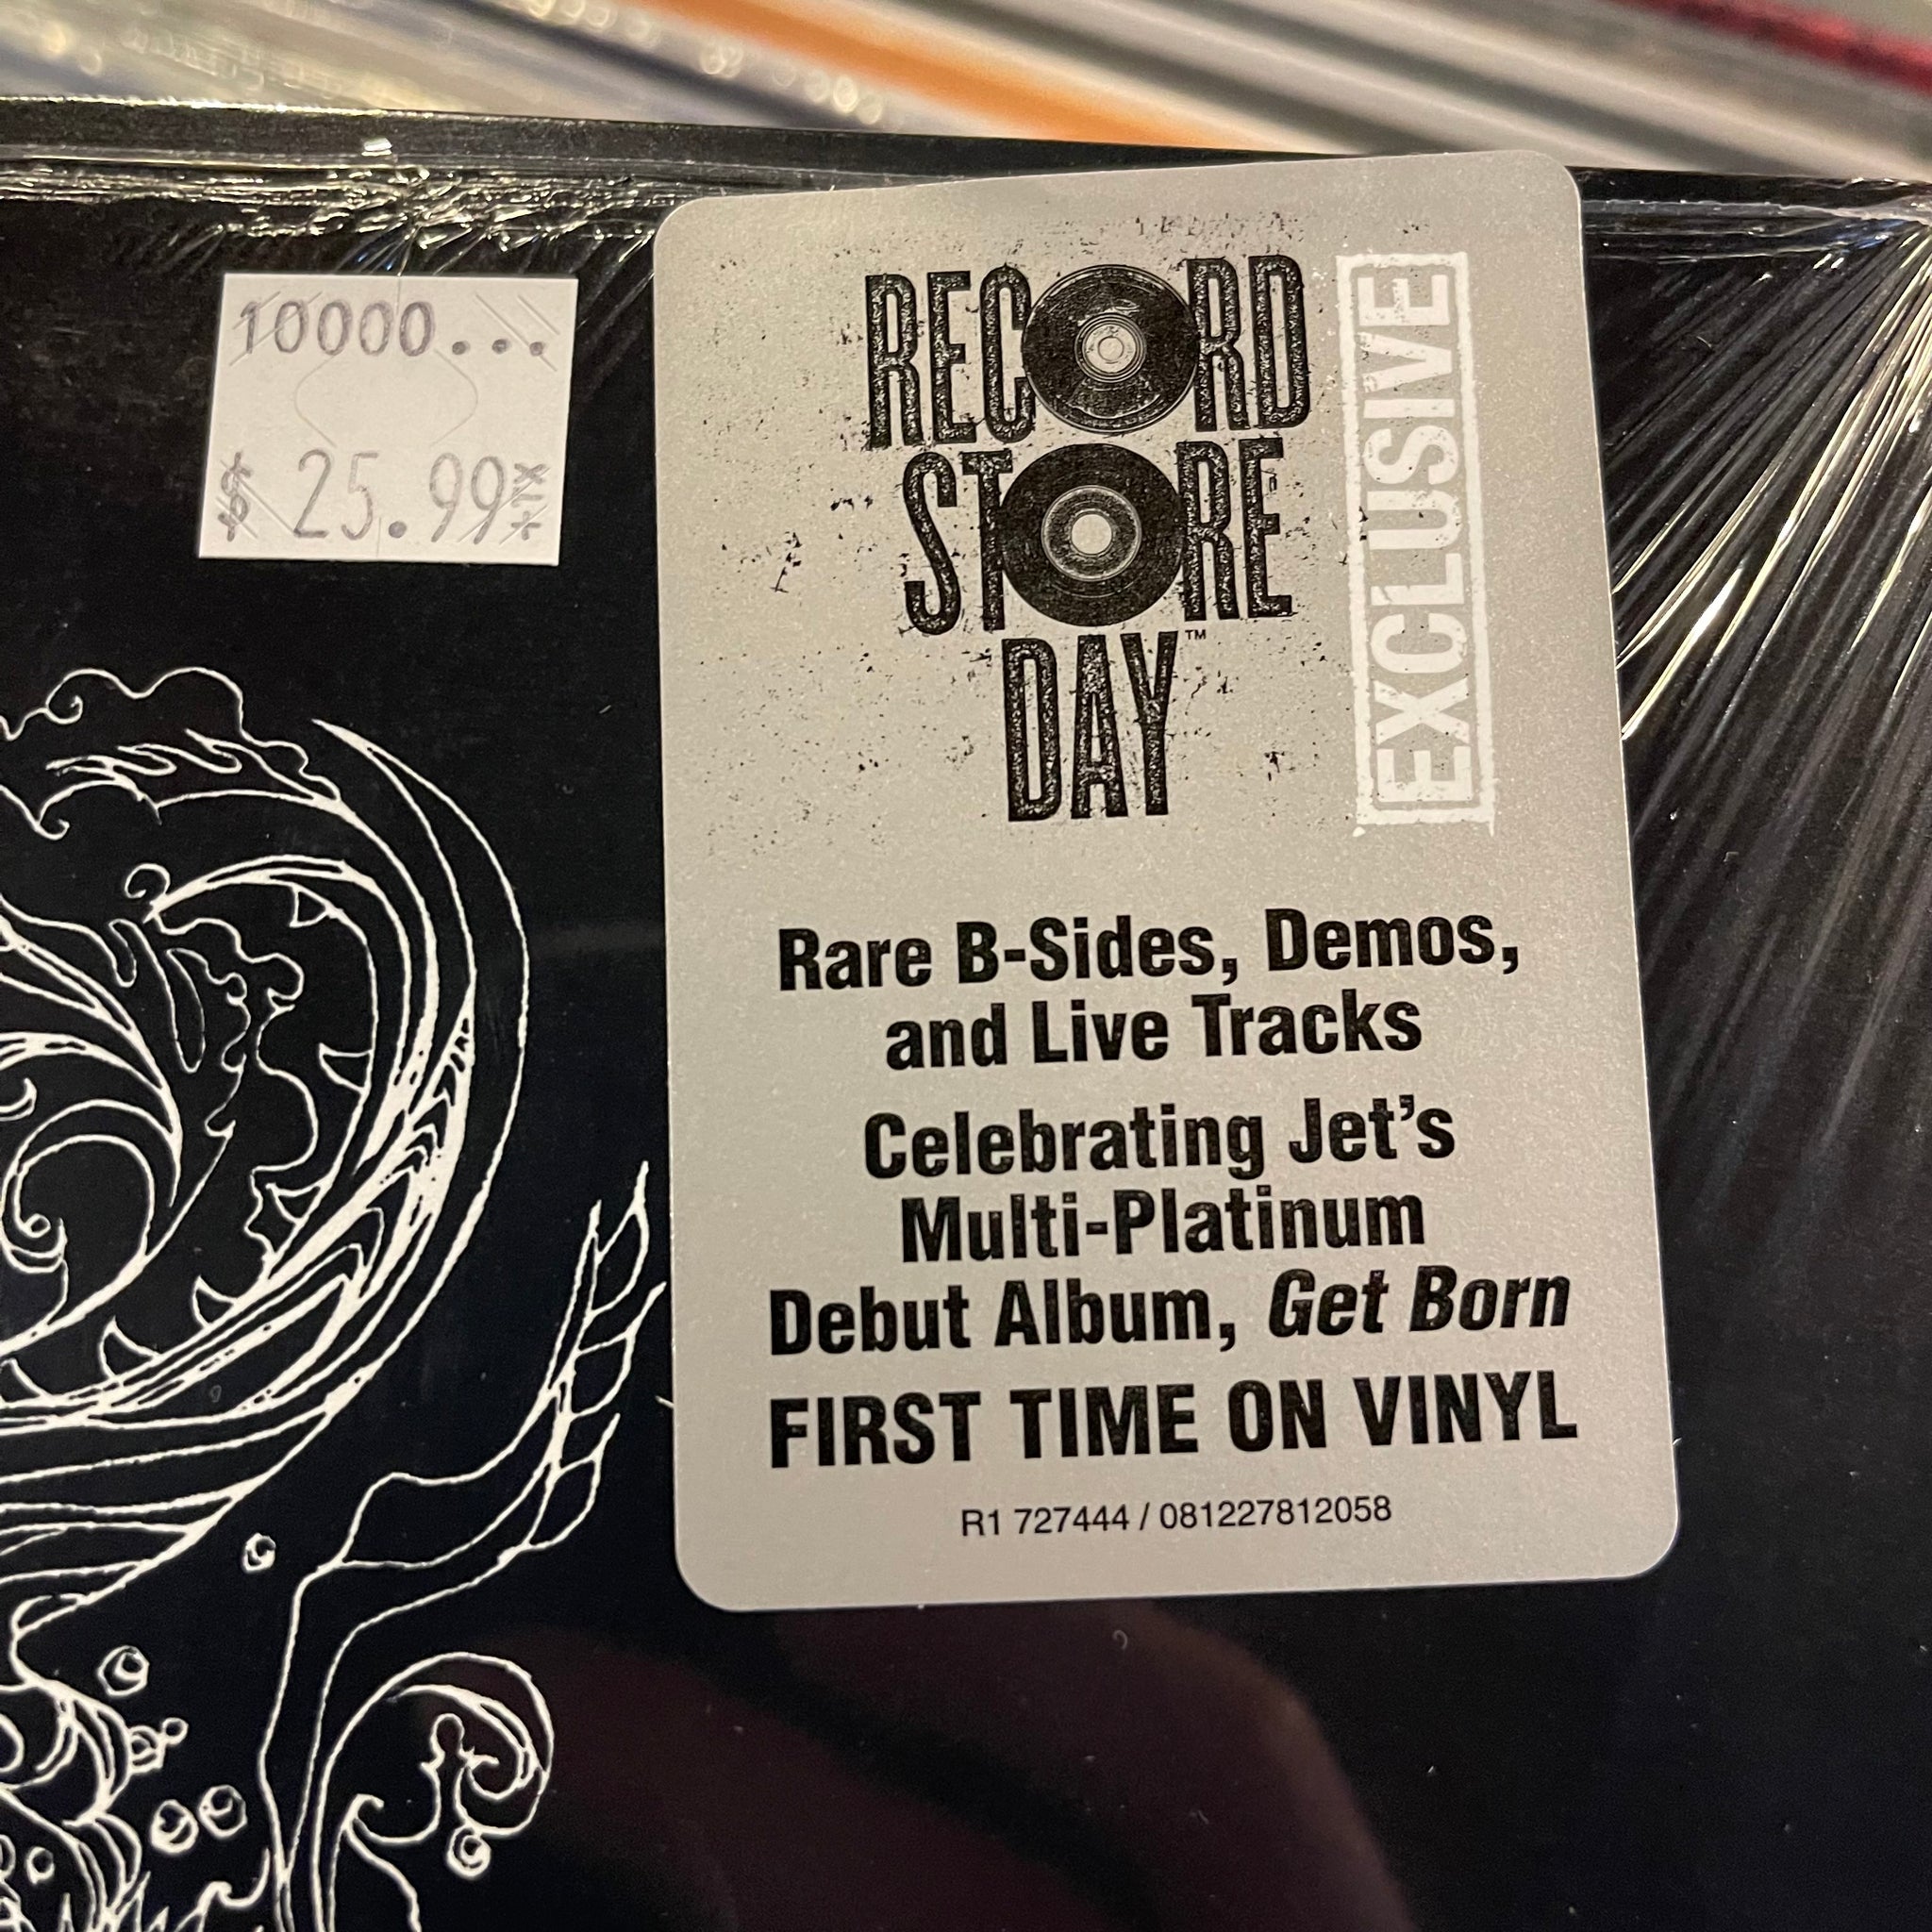 10000...
$ 25.99
RECORD
STORE
DAY™
EXCLUSIVE
Rare B-Sides, Demos,
and Live Tracks
Celebrating Jet's
Multi-Platinum
Debut Album, Get Born
FIRST TIME ON VINYL
R1 727444 / 081227812058